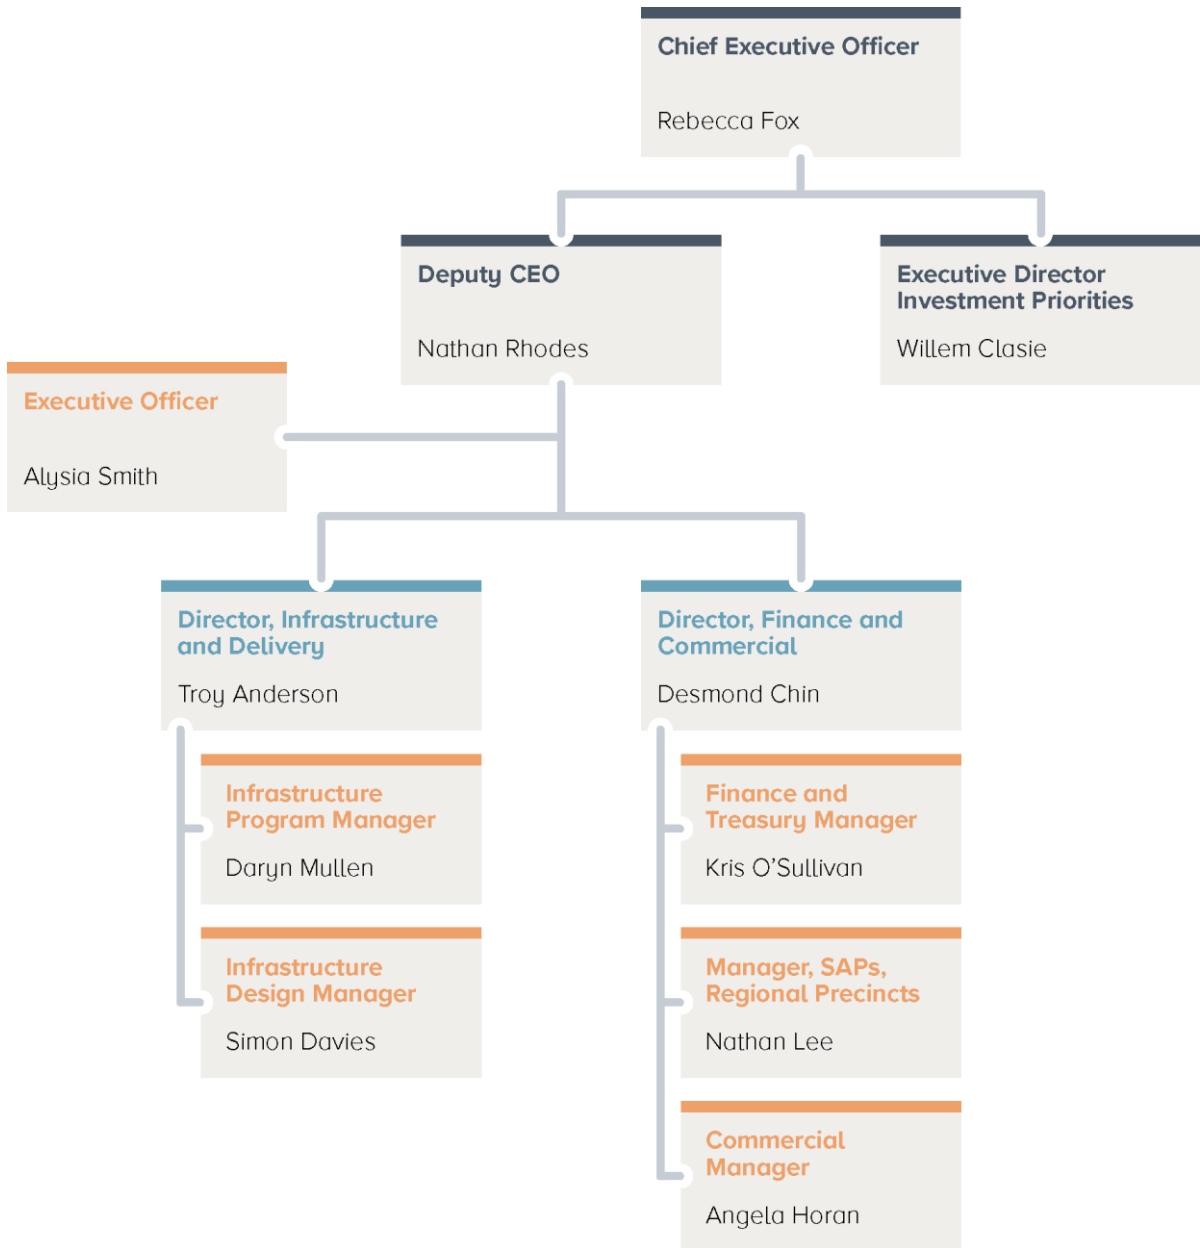 Chief Executive Officer
Rebecca Fox
Deputy CEO
Nathan Rhodes
Executive Director
Investment Priorities
Willem Clasie
Executive Officer
Alysia Smith
Director, Infrastructure
and Delivery
Troy Anderson
Infrastructure
Program Manager
Daryn Mullen
Infrastructure
Design Manager
Simon Davies
Director, Finance and
Commercial
Desmond Chin
Finance and
Treasury Manager
Kris O’Sullivan
Manager, SAPs,
Regional Precincts
Nathan Lee
Commercial
Manager
Angela Horan